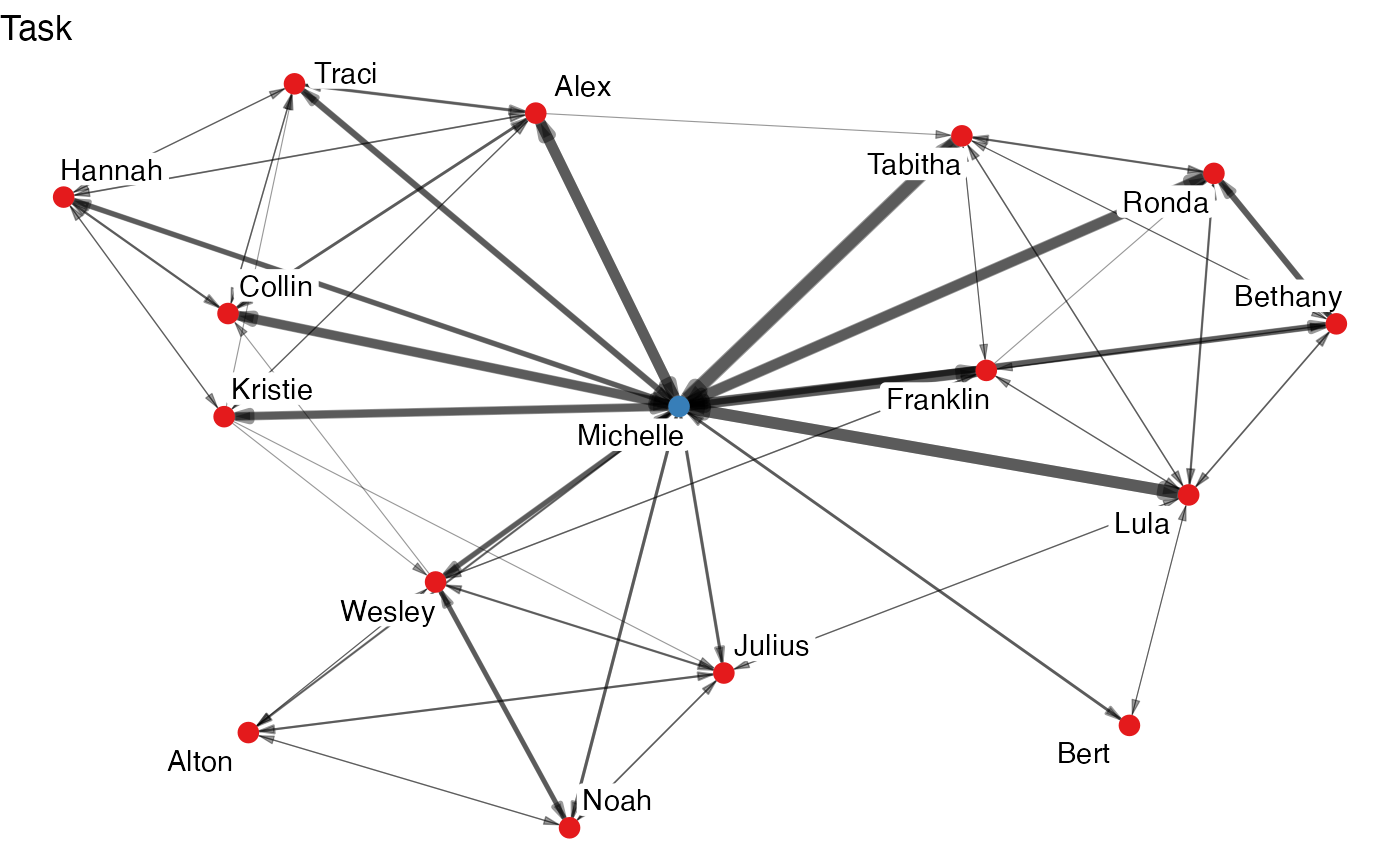 Task
Traci
Alex
Hannah
Tabitha
Ronda
Collin
Bethany
Kristie
Franklin
Michelle
Lula
Wesley
Julius
Alton
Bert
Noah